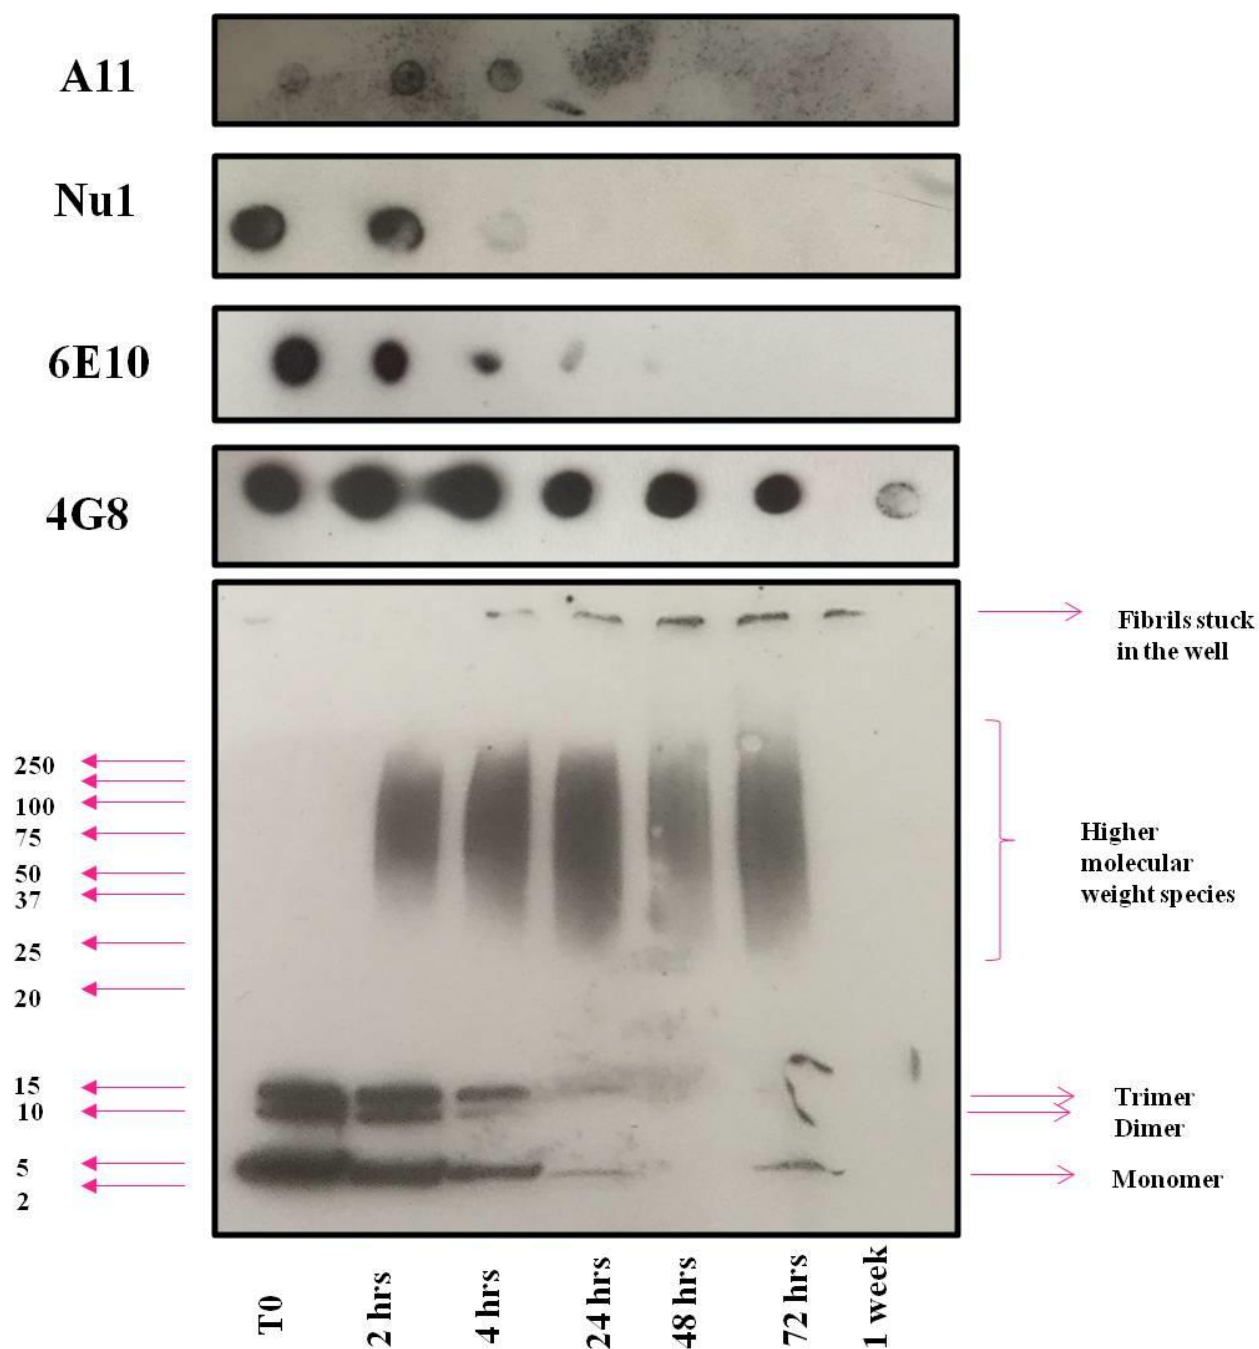 A11
Nu1
6E10
4G8
Fibrils stuck
in the well
250
100
75
50
37
25
20
15
10
5
2
Higher
molecular
weight species
Trimer
Dimer
Monomer
T0
2 hrs
4 hrs
24 hrs
48 hrs
72 hrs
1 week